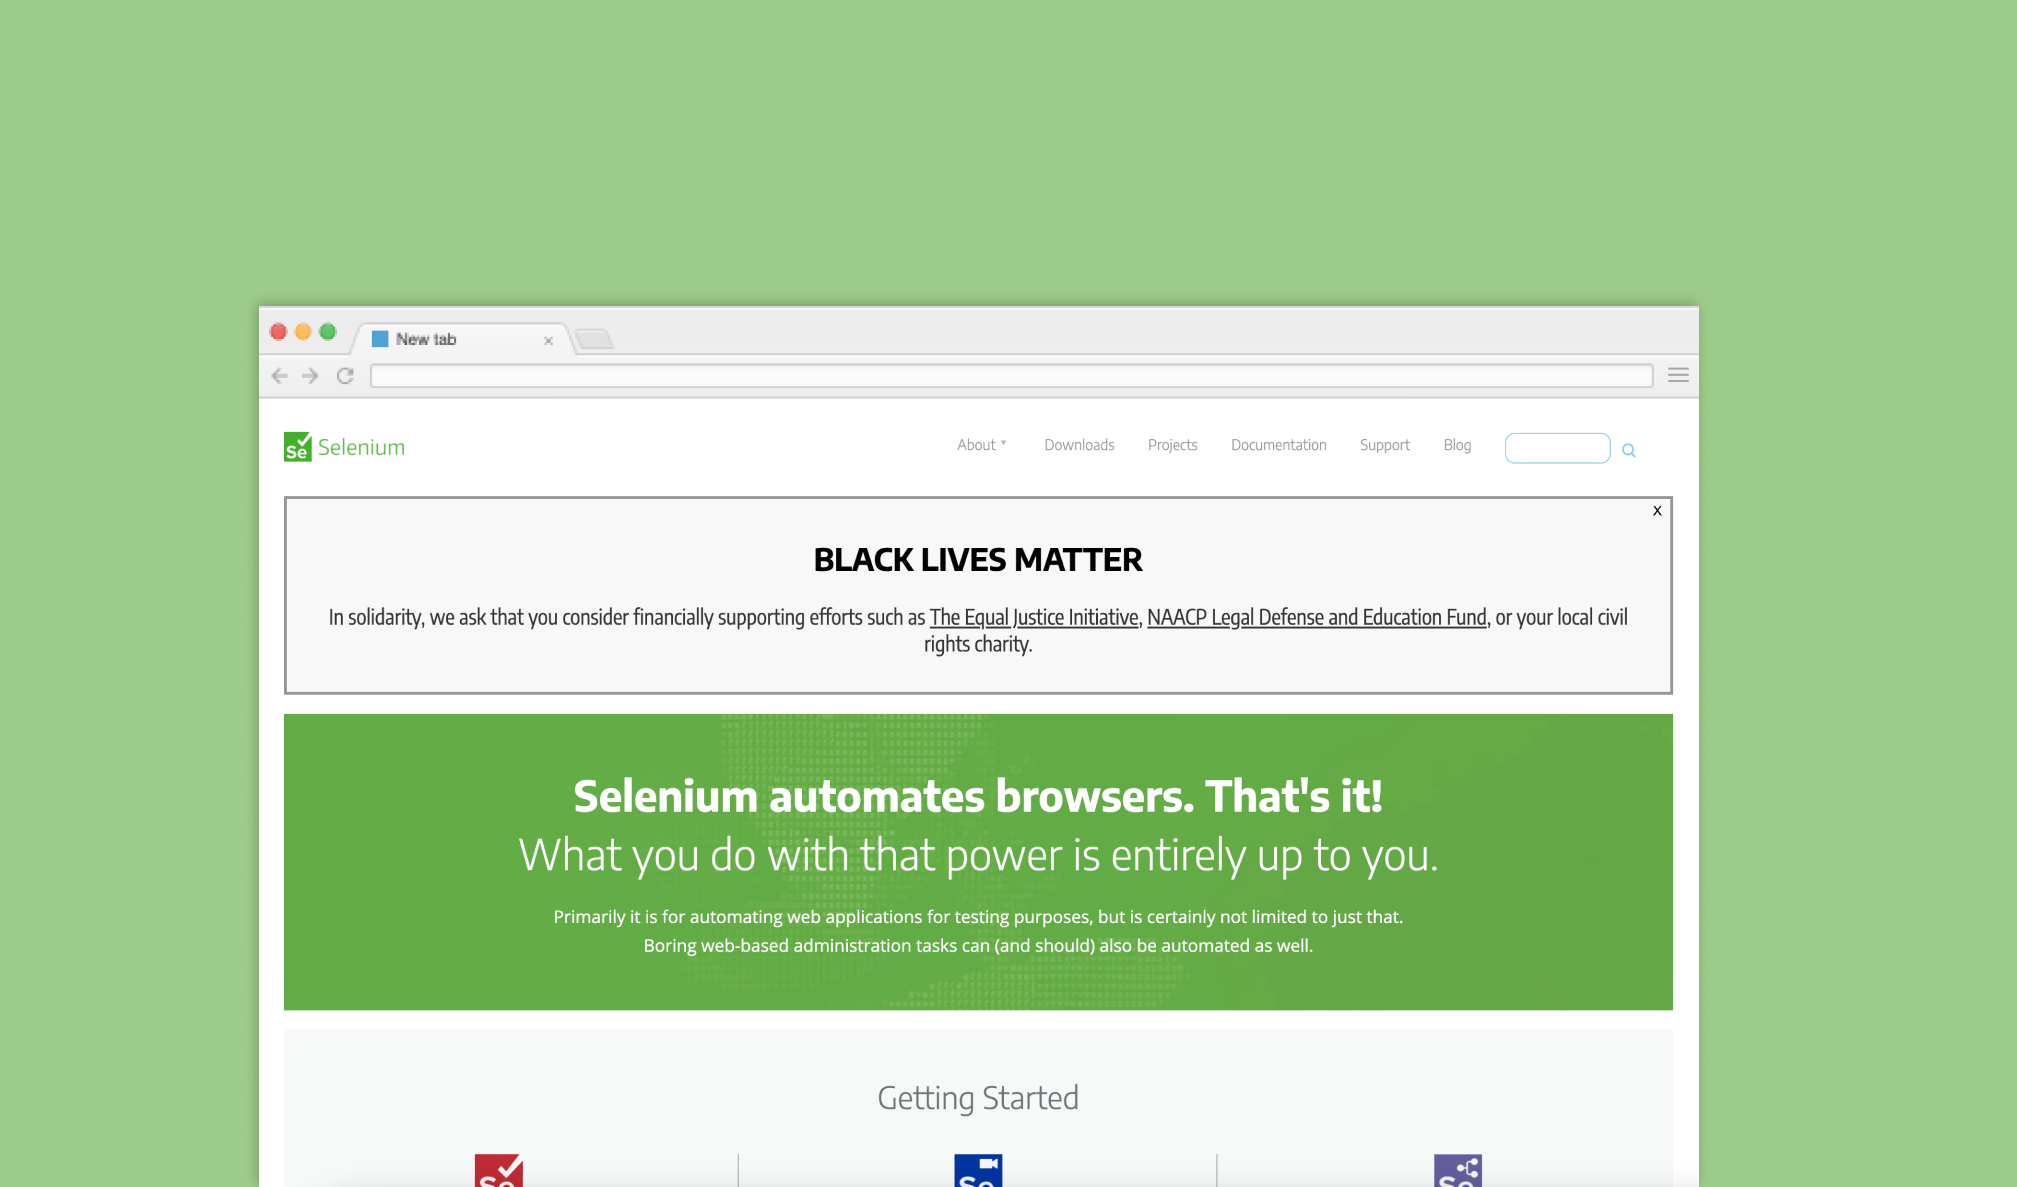 New tab
Se Selenium
About Downloads Projects Documentation Support Blog
X
BLACK LIVES MATTER
In solidarity, we ask that you consider financially supporting efforts such as The Equal Justice Initiative, NAACP Legal Defense and Education Fund, or your local civil
rights charity.
Selenium automates browsers. That's it!
What you do with that power is entirely up to you.
Primarily it is for automating web applications for testing purposes, but is certainly not limited to just that.
Boring web-based administration tasks can (and should) also be automated as well.
Getting Started
Se Se Se